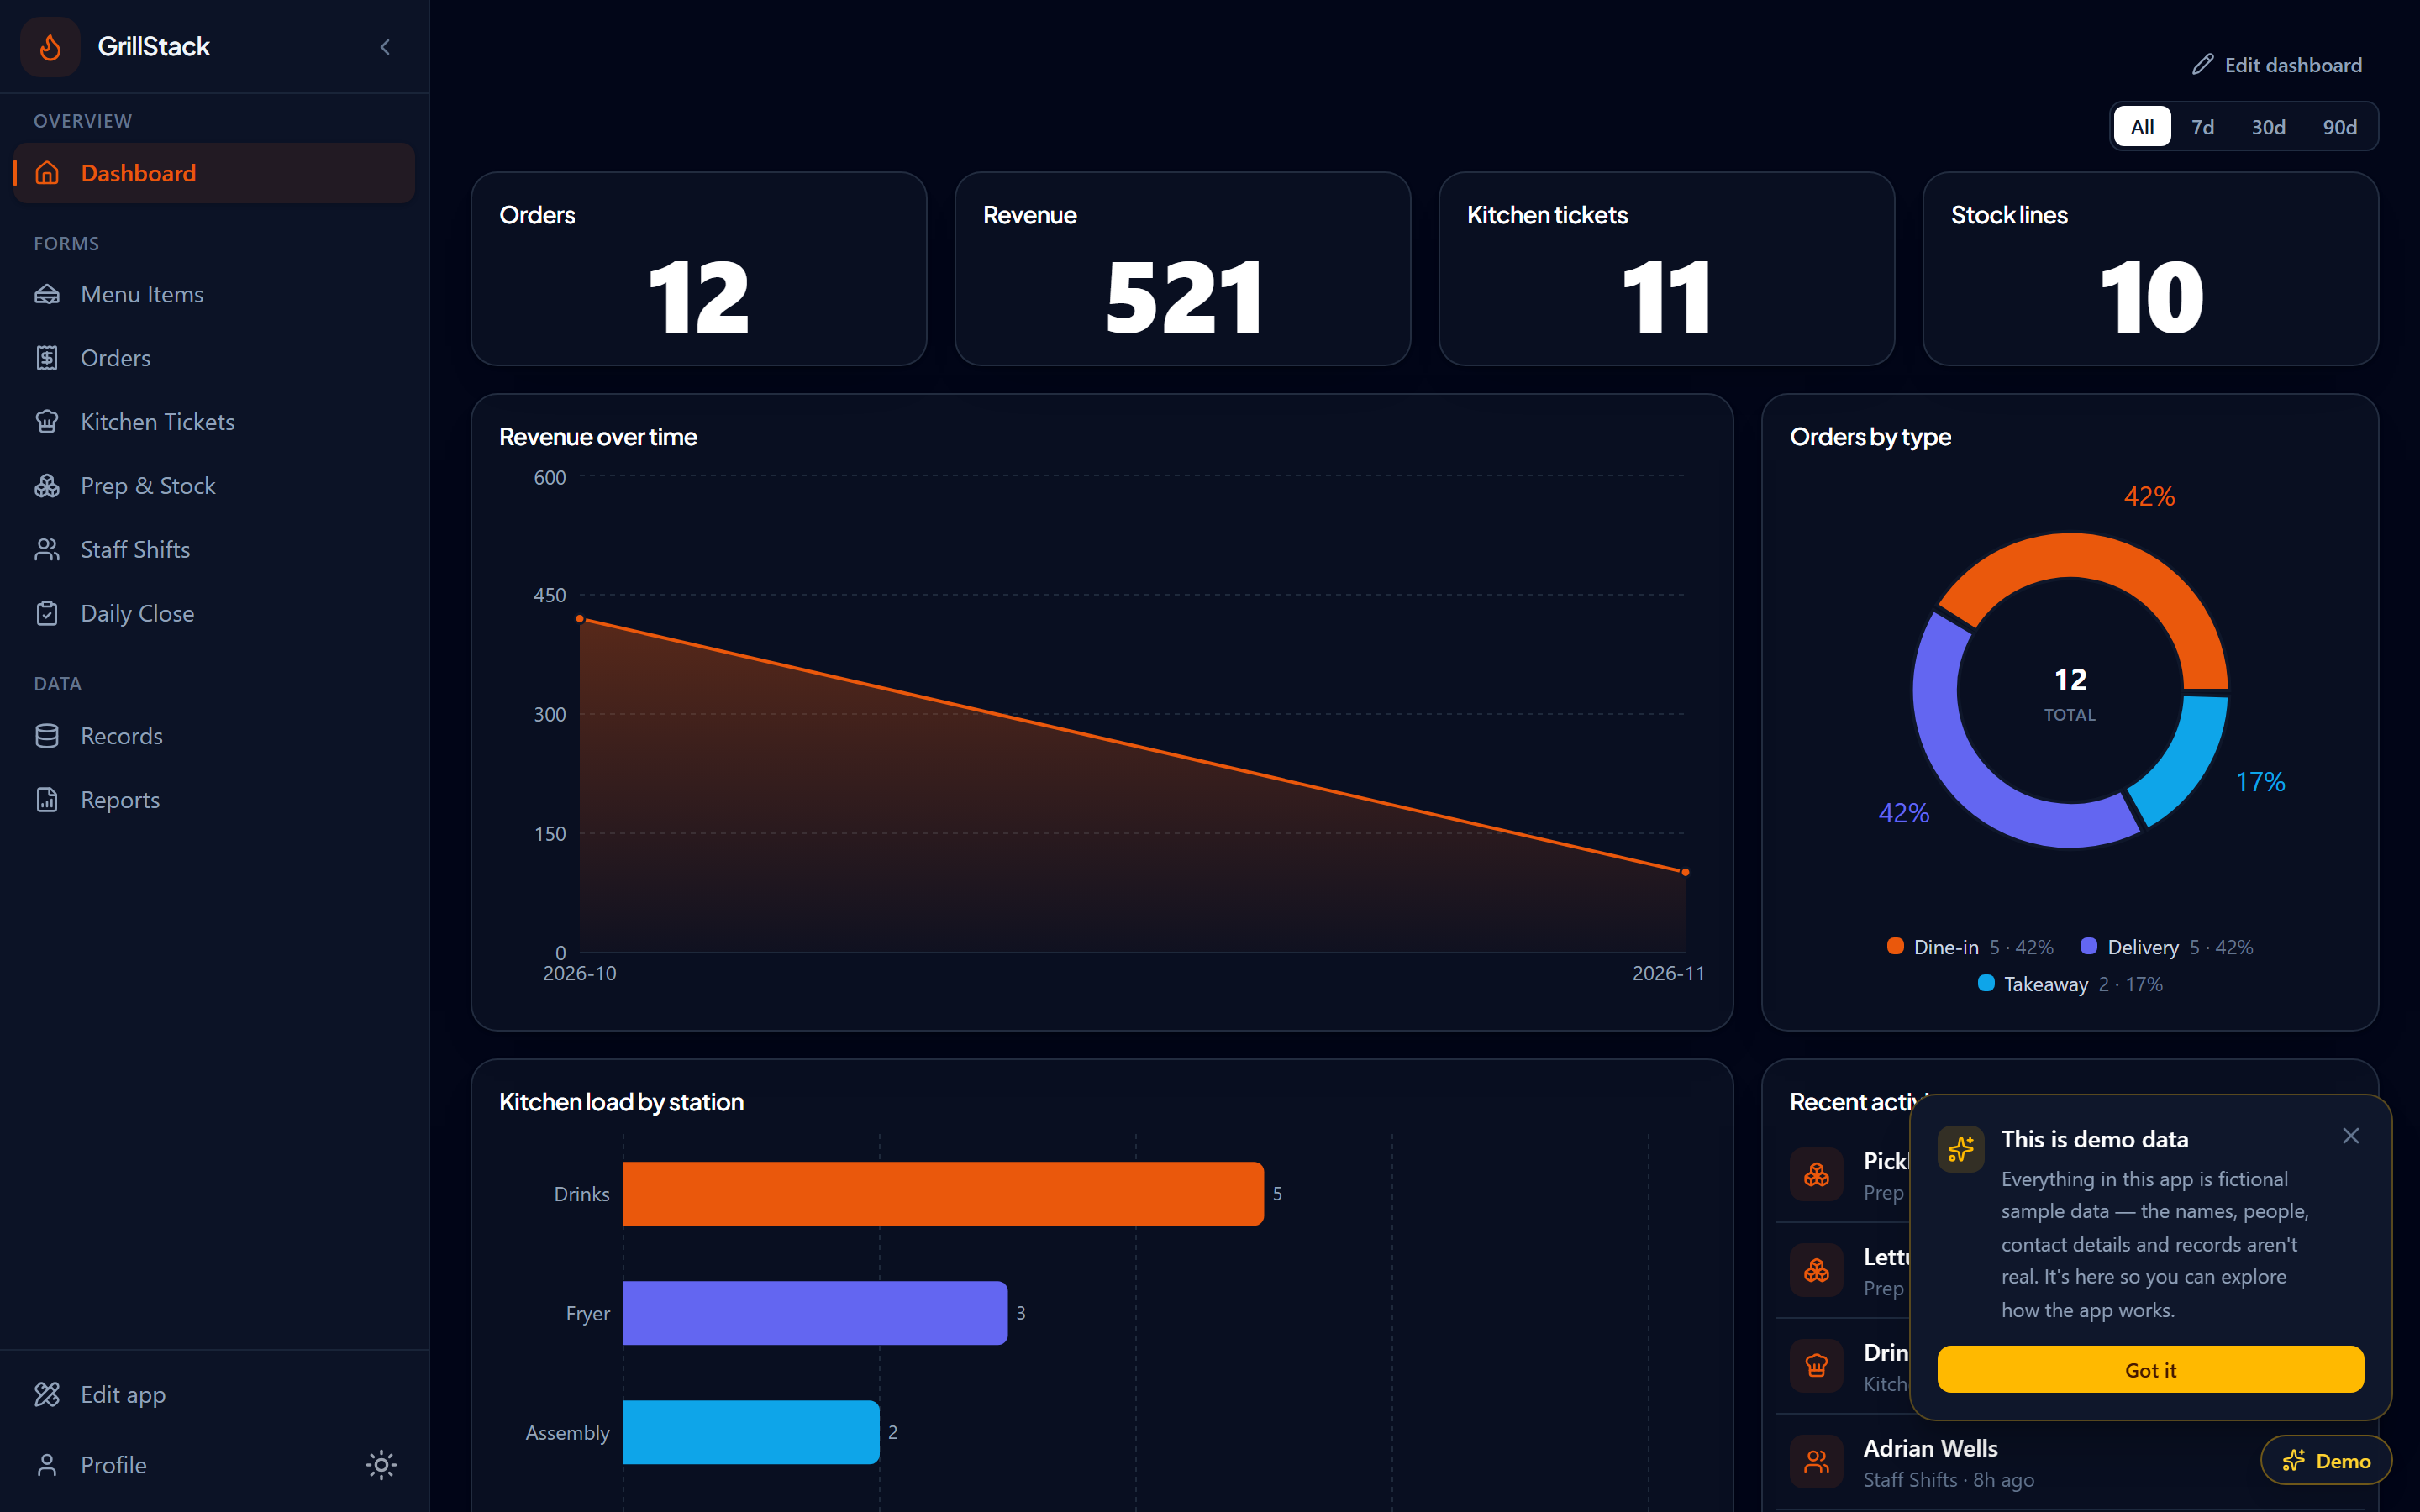 GrillStack
OVERVIEW
Dashboard
FORMS
Menu Items
Orders
Kitchen Tickets
Prep & Stock
Staff Shifts
Daily Close
DATA
Records
Reports
Edit app
Profile
Edit dashboard
All 7d 30d 90d
Orders
12
Revenue
521
Kitchen tickets
11
Stock lines
10
Revenue over time
600
450
300
150
0
2026-10 2026-11
Orders by type
42%
12
TOTAL
17%
42%
Dine-in 5 · 42% Delivery 5 · 42%
Takeaway 2 · 17%
Kitchen load by station
Drinks 5
Fryer 3
Assembly 2
Recent
Prep
Prep
Adrian Wells
Staff Shifts · 8h ago
This is demo data
Everything in this app is fictional
sample data — the names, people,
contact details and records aren't
real. It's here so you can explore
how the app works.
Got it
Demo